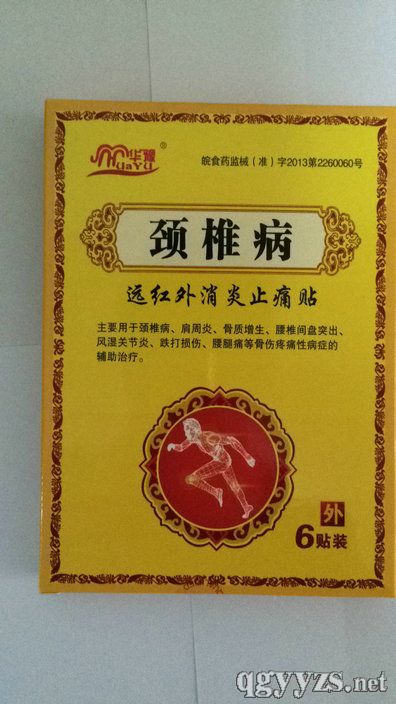 华豫®
HUAYU
皖食药监械(准)字2013第2260060号
颈椎病
远红外消炎止痛贴
主要用于颈椎病、肩周炎、骨质增生、腰椎间盘突出、
风湿关节炎、跌打损伤、腰腿痛等骨伤疼痛性病症的
辅助治疗。
外
6贴装
qgyyzs.net